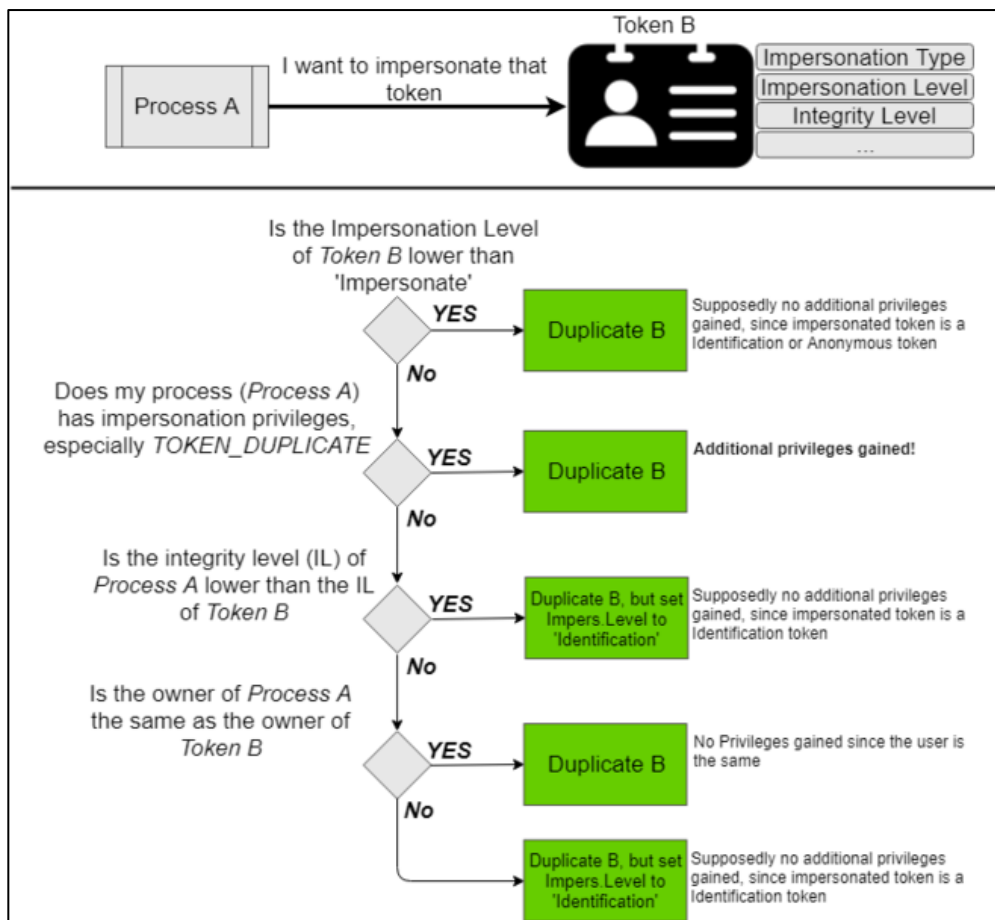 Token B
I want to impersonate that
token
Process A
Impersonation Type
Impersonation Level
Integrity Level
...
Is the Impersonation Level
of Token B lower than
'Impersonate'
YES
Duplicate B
Supposedly no additional privileges
gained, since impersonated token is a
Identification or Anonymous token
No
Does my process (Process A)
has impersonation privileges,
especially TOKEN_DUPLICATE
YES
Duplicate B
Additional privileges gained!
No
Is the integrity level (IL) of
Process A lower than the IL
of Token B
YES
Duplicate B, but set
Impers.Level to
'Identification'
Supposedly no additional privileges
gained, since impersonated token is a
Identification token
No
Is the owner of Process A
the same as the owner of
Token B
YES
Duplicate B
No Privileges gained since the user is
the same
No
Duplicate B, but set
Impers.Level to
'Identification'
Supposedly no additional privileges
gained, since impersonated token is a
Identification token